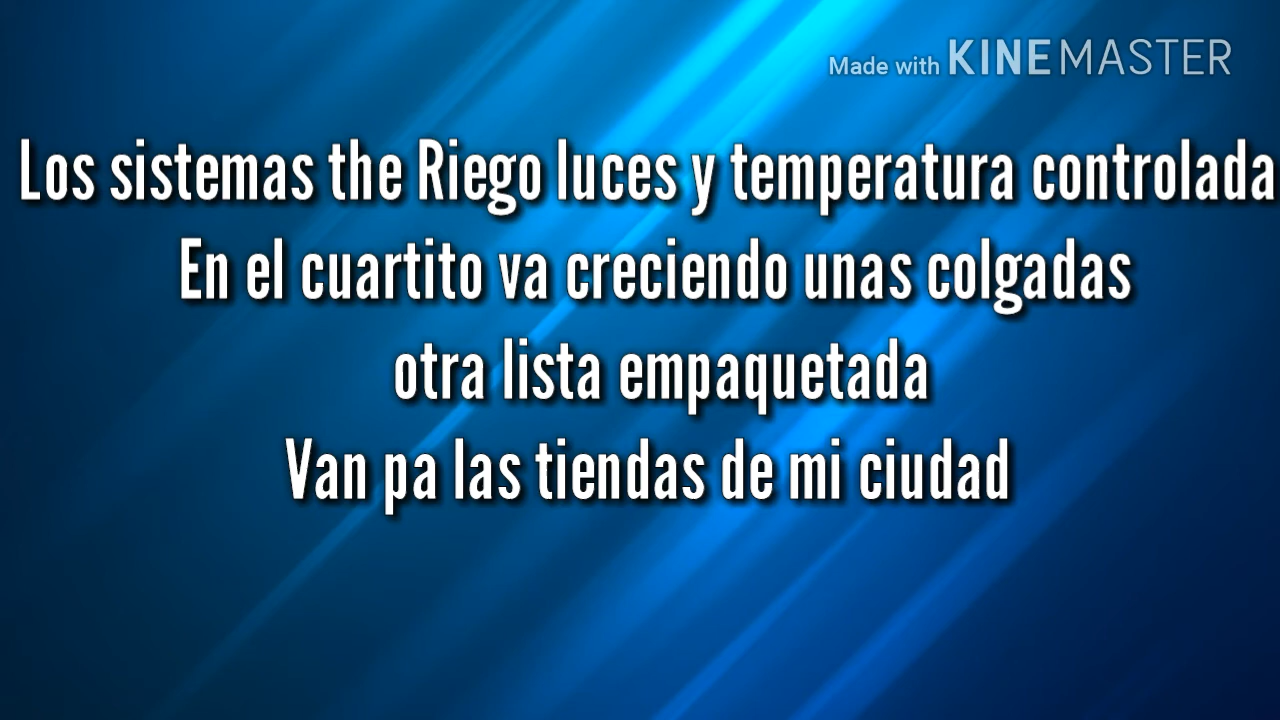 Made with KINEMASTER
Los sistemas the Riego luces y temperatura controlada
En el cuartito va creciendo unas colgadas
otra lista empaquetada
Van pa las tiendas de mi ciudad